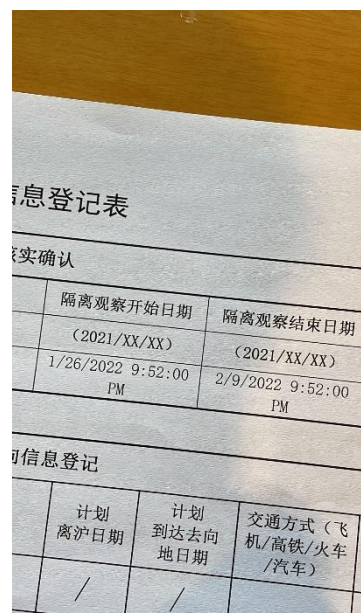 信息登记表
核实确认
隔离观察开始日期
隔离观察结束日期
（2021/XX/XX）
（2021/XX/XX）
1/26/2022 9:52:00
PM
2/9/2022 9:52:00
PM
向信息登记
计划
离沪日期
计划
到达去向
地日期
交通方式（飞
机/高铁/火车
/汽车）
/
/